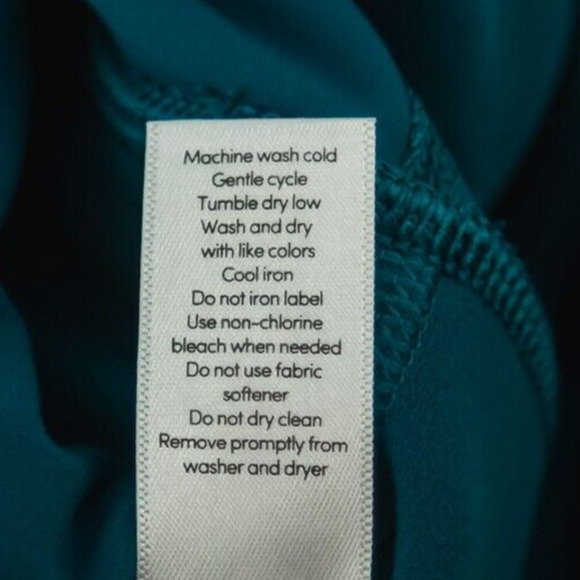 Machine wash cold
Gentle cycle
Tumble dry low
Wash and dry
with like colors
Cool iron
Do not iron label
Use non-chlorine
bleach when needed
Do not use fabric
softener
Do not dry clean
Remove promptly from
washer and dryer